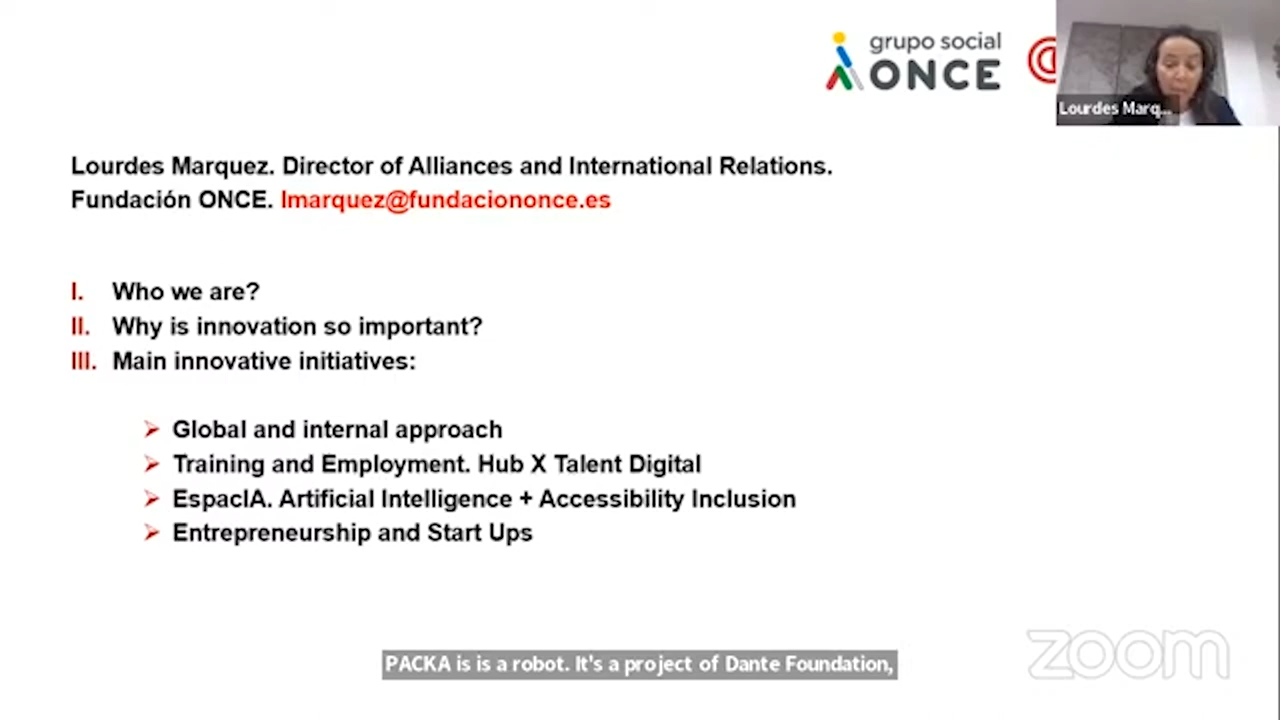 grupo social
ONCE
Lourdes Marq...
Lourdes Marquez. Director of Alliances and International Relations.
Fundación ONCE. lmarquez@fundaciononce.es
I. Who we are?
II. Why is innovation so important?
III. Main innovative initiatives:
➢ Global and internal approach
➢ Training and Employment. Hub X Talent Digital
➢ EspacIA. Artificial Intelligence + Accessibility Inclusion
➢ Entrepreneurship and Start Ups
PACKA is is a robot. It's a project of Dante Foundation,
zoom